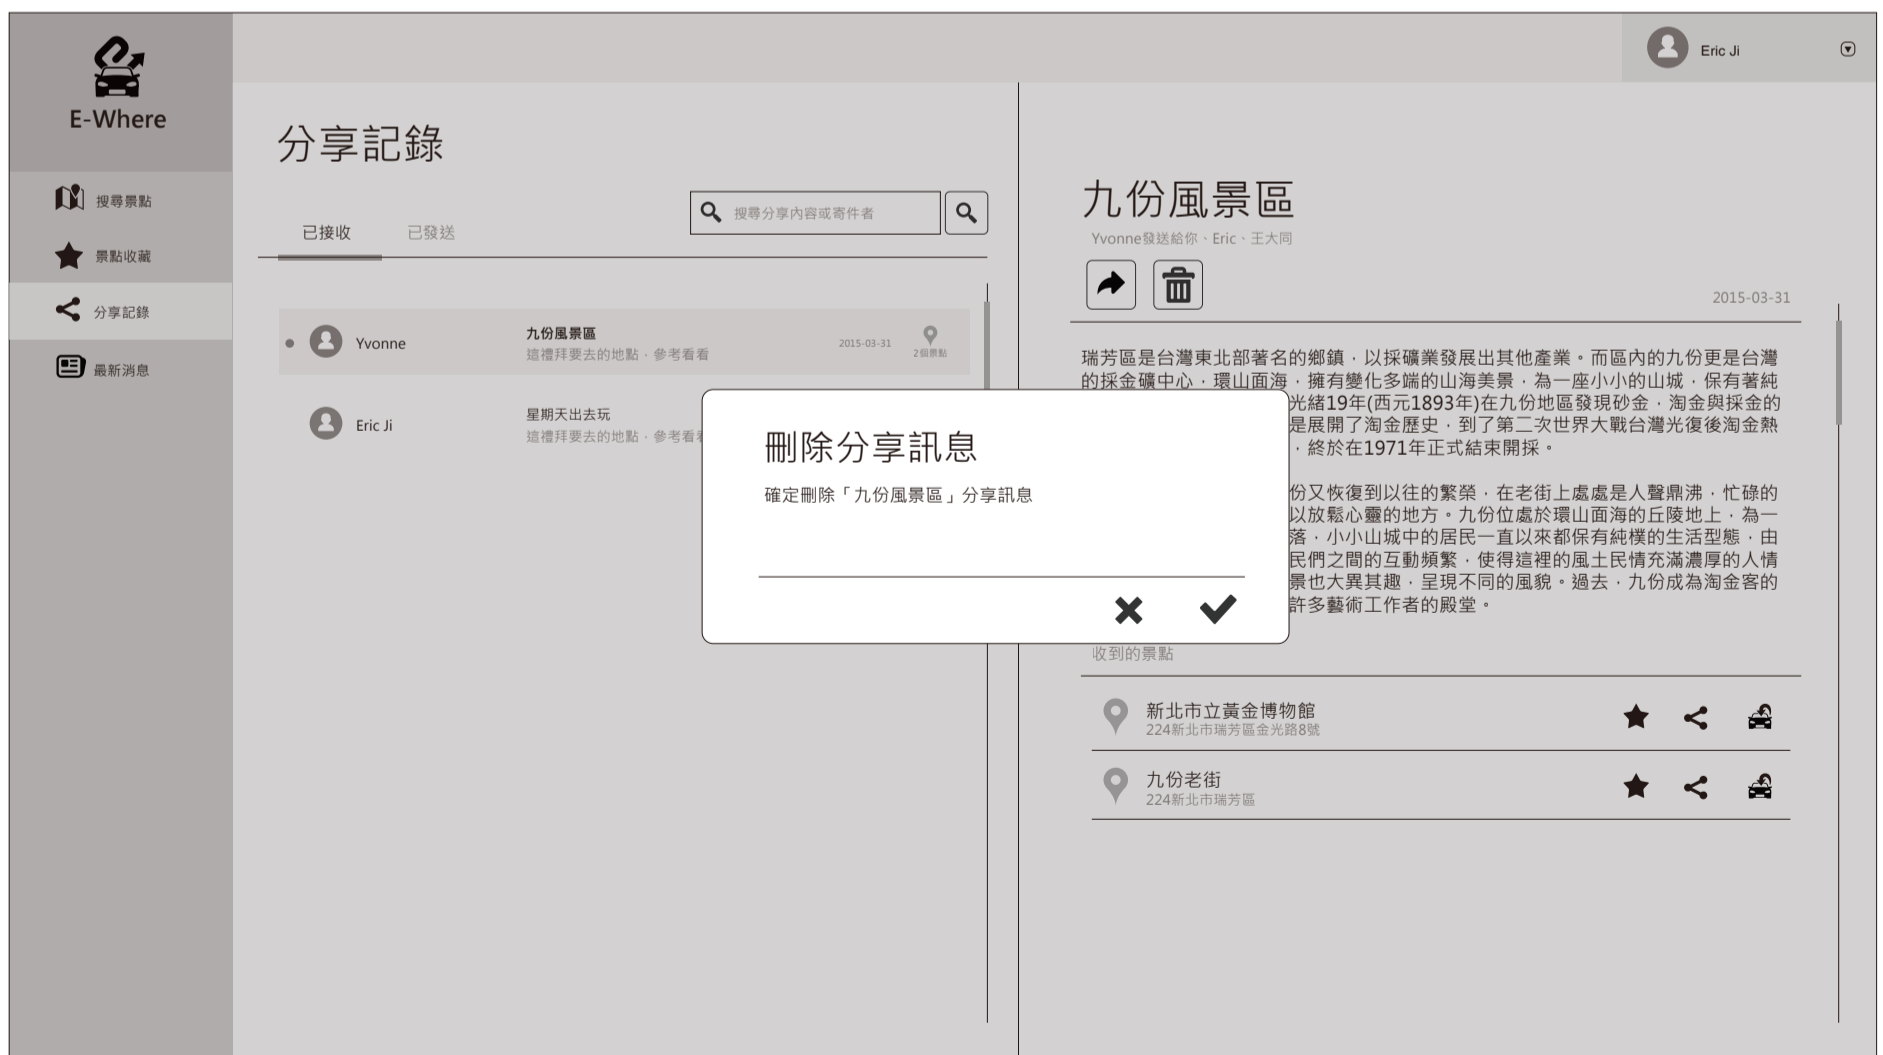 E-Where
Eric Ji
搜尋景點
景點收藏
分享記錄
最新消息
分享記錄
已接收
已發送
搜尋分享內容或寄件者
Yvonne
九份風景區
這禮拜要去的地點，參考看看
2015-03-31
2個景點
Eric Ji
星期天出去玩
這禮拜要去的地點，參考看看
刪除分享訊息
確定刪除「九份風景區」分享訊息
九份風景區
Yvonne發送給你、Eric、王大同
2015-03-31
瑞芳區是台灣東北部著名的鄉鎮，以採礦業發展出其他產業。而區內的九份更是台灣
的採金礦中心，環山面海，擁有變化多端的山海美景，為一座小小的山城，保有著純
光緒19年(西元1893年)在九份地區發現砂金，淘金與採金的
是展開了淘金歷史，到了第二次世界大戰台灣光復後淘金熱
，終於在1971年正式結束開採。
份又恢復到以往的繁榮，在老街上處處是人聲鼎沸，忙碌的
以放鬆心靈的地方。九份位處於環山面海的丘陵地上，為一
落，小小山城中的居民一直以來都保有純樸的生活型態，由
民們之間的互動頻繁，使得這裡的風土民情充滿濃厚的人情
景也大異其趣，呈現不同的風貌。過去，九份成為淘金客的
許多藝術工作者的殿堂。
收到的景點
新北市立黃金博物館
224新北市瑞芳區金光路8號
九份老街
224新北市瑞芳區